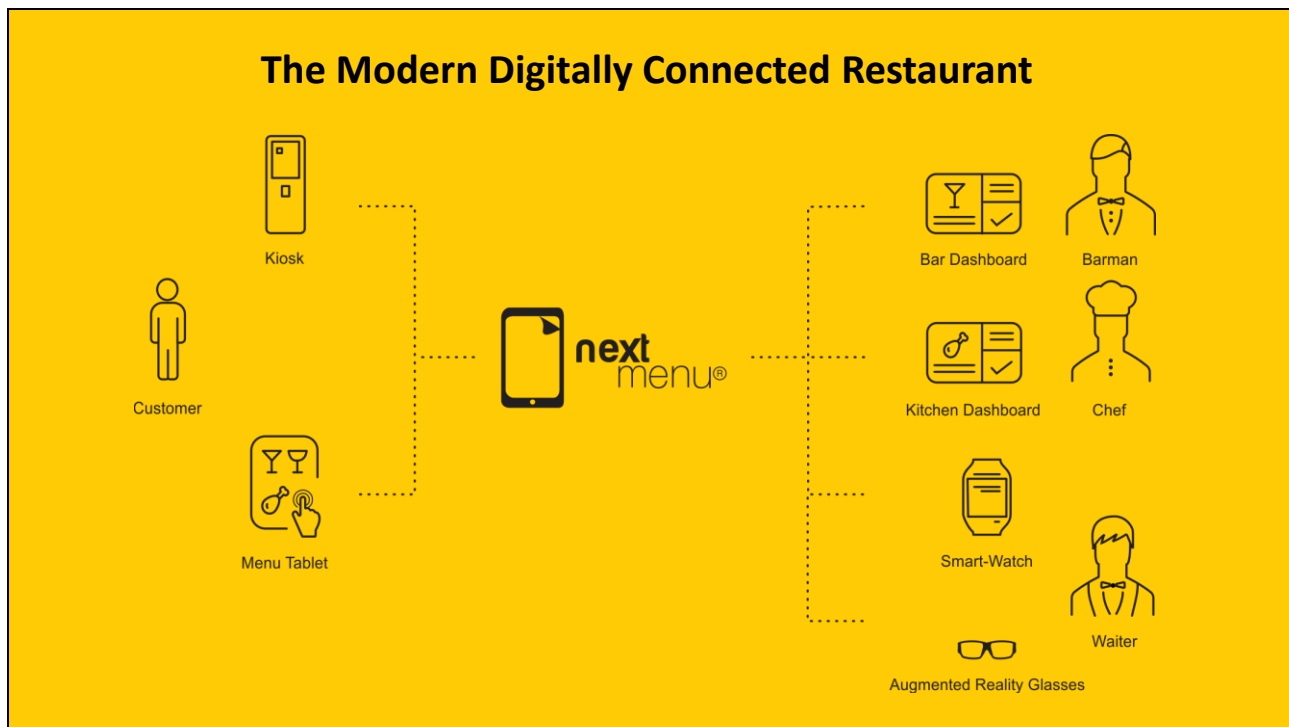 The Modern Digitally Connected Restaurant
Kiosk
Customer
Menu Tablet
next
menu®
Bar Dashboard
Barman
Kitchen Dashboard
Chef
Smart-Watch
Waiter
Augmented Reality Glasses